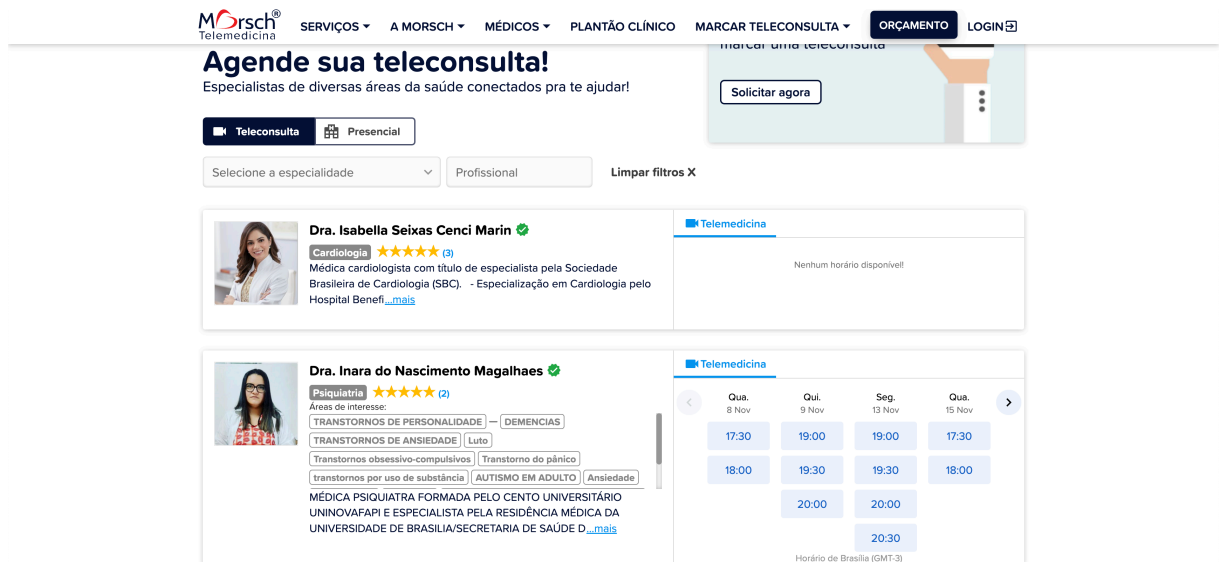 Morsch®
Telemedicina
SERVIÇOS
A MORSCH
MÉDICOS
PLANTÃO CLÍNICO
MARCAR TELECONSULTA
ORÇAMENTO
LOGIN
Agende sua teleconsulta!
Especialistas de diversas áreas da saúde conectados pra te ajudar!
marcar uma teleconsulta
Solicitar agora
Teleconsulta
Presencial
Selecione a especialidade
Profissional
Limpar filtros X
Dra. Isabella Seixas Cenci Marin
Cardiologia (3)
Médica cardiologista com título de especialista pela Sociedade
Brasileira de Cardiologia (SBC). - Especialização em Cardiologia pelo
Hospital Benefi...mais
Telemedicina
Nenhum horário disponível!
Dra. Inara do Nascimento Magalhaes
Psiquiatria (2)
Áreas de interesse:
TRANSTORNOS DE PERSONALIDADE — DEMENCIAS
TRANSTORNOS DE ANSIEDADE Luto
Transtornos obsessivo-compulsivos Transtorno do pânico
transtornos por uso de substância AUTISMO EM ADULTO Ansiedade
MÉDICA PSIQUIATRA FORMADA PELO CENTO UNIVERSITÁRIO
UNINOVAFAPI E ESPECIALISTA PELA RESIDÊNCIA MÉDICA DA
UNIVERSIDADE DE BRASILIA/SECRETARIA DE SAÚDE D...mais
Telemedicina
Qua. Qui. Seg. Qua.
8 Nov 9 Nov 13 Nov 15 Nov
17:30 19:00 19:00 17:30
18:00 19:30 19:30 18:00
20:00 20:00
20:30
Horário de Brasília (GMT-3)